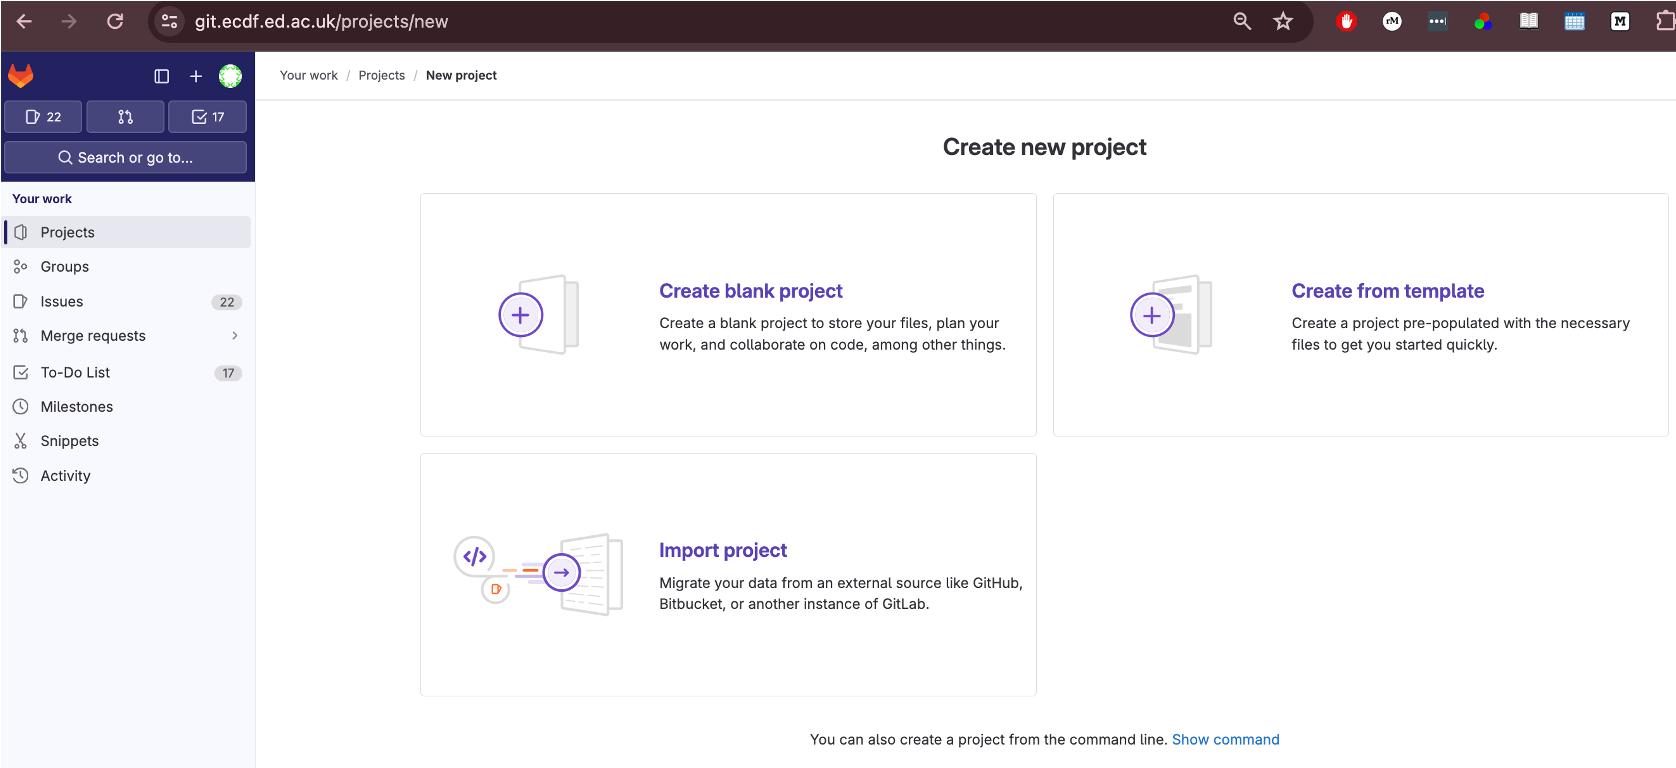 git.ecdf.ed.ac.uk/projects/new
rM
M
Your work / Projects / New project
22
17
Search or go to...
Your work
Projects
Groups
Issues 22
Merge requests
To-Do List 17
Milestones
Snippets
Activity
Create new project
Create blank project
Create a blank project to store your files, plan your
work, and collaborate on code, among other things.
Create from template
Create a project pre-populated with the necessary
files to get you started quickly.
Import project
Migrate your data from an external source like GitHub,
Bitbucket, or another instance of GitLab.
You can also create a project from the command line. Show command